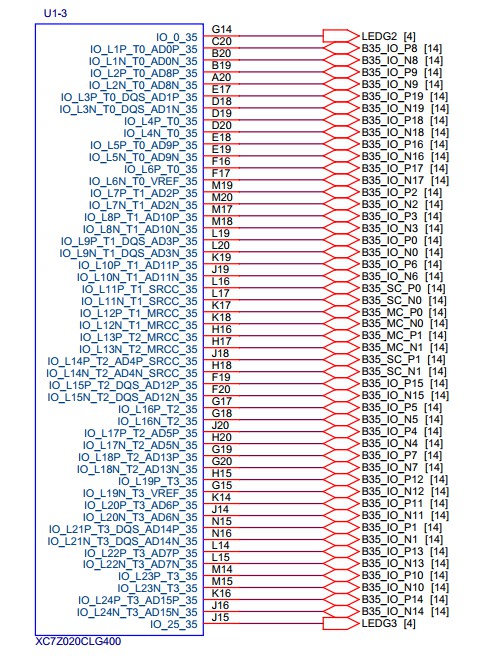 U1-3
IO_0_35 G14 LEDG2 [4]
IO_L1P_T0_AD0P_35 C20 B35_IO_P8 [14]
IO_L1N_T0_AD0N_35 B20 B35_IO_N8 [14]
IO_L2P_T0_AD8P_35 B19 B35_IO_P9 [14]
IO_L2N_T0_AD8N_35 A20 B35_IO_N9 [14]
IO_L3P_T0_DQS_AD1P_35 E17 B35_IO_P19 [14]
IO_L3N_T0_DQS_AD1N_35 D18 B35_IO_N19 [14]
IO_L4P_T0_35 D19 B35_IO_P18 [14]
IO_L4N_T0_35 D20 B35_IO_N18 [14]
IO_L5P_T0_AD9P_35 E18 B35_IO_P16 [14]
IO_L5N_T0_AD9N_35 E19 B35_IO_N16 [14]
IO_L6P_T0_35 F16 B35_IO_P17 [14]
IO_L6N_T0_VREF_35 F17 B35_IO_N17 [14]
IO_L7P_T1_AD2P_35 M19 B35_IO_P2 [14]
IO_L7N_T1_AD2N_35 M20 B35_IO_N2 [14]
IO_L8P_T1_AD10P_35 M17 B35_IO_P3 [14]
IO_L8N_T1_AD10N_35 M18 B35_IO_N3 [14]
IO_L9P_T1_DQS_AD3P_35 L19 B35_IO_P0 [14]
IO_L9N_T1_DQS_AD3N_35 L20 B35_IO_N0 [14]
IO_L10P_T1_AD11P_35 K19 B35_IO_P6 [14]
IO_L10N_T1_AD11N_35 J19 B35_IO_N6 [14]
IO_L11P_T1_SRCC_35 L16 B35_SC_P0 [14]
IO_L11N_T1_SRCC_35 L17 B35_SC_N0 [14]
IO_L12P_T1_MRCC_35 K17 B35_MC_P0 [14]
IO_L12N_T1_MRCC_35 K18 B35_MC_N0 [14]
IO_L13P_T2_MRCC_35 H16 B35_MC_P1 [14]
IO_L13N_T2_MRCC_35 H17 B35_MC_N1 [14]
IO_L14P_T2_AD4P_SRCC_35 J18 B35_SC_P1 [14]
IO_L14N_T2_AD4N_SRCC_35 H18 B35_SC_N1 [14]
IO_L15P_T2_DQS_AD12P_35 F19 B35_IO_P15 [14]
IO_L15N_T2_DQS_AD12N_35 F20 B35_IO_N15 [14]
IO_L16P_T2_35 G17 B35_IO_P5 [14]
IO_L16N_T2_35 G18 B35_IO_N5 [14]
IO_L17P_T2_AD5P_35 J20 B35_IO_P4 [14]
IO_L17N_T2_AD5N_35 H20 B35_IO_N4 [14]
IO_L18P_T2_AD13P_35 G19 B35_IO_P7 [14]
IO_L18N_T2_AD13N_35 G20 B35_IO_N7 [14]
IO_L19P_T3_35 H15 B35_IO_P12 [14]
IO_L19N_T3_VREF_35 G15 B35_IO_N12 [14]
IO_L20P_T3_AD6P_35 K14 B35_IO_P11 [14]
IO_L20N_T3_AD6N_35 J14 B35_IO_N11 [14]
IO_L21P_T3_DQS_AD14P_35 N15 B35_IO_P1 [14]
IO_L21N_T3_DQS_AD14N_35 N16 B35_IO_N1 [14]
IO_L22P_T3_AD7P_35 L14 B35_IO_P13 [14]
IO_L22N_T3_AD7N_35 L15 B35_IO_N13 [14]
IO_L23P_T3_35 M14 B35_IO_P10 [14]
IO_L23N_T3_35 M15 B35_IO_N10 [14]
IO_L24P_T3_AD15P_35 K16 B35_IO_P14 [14]
IO_L24N_T3_AD15N_35 J16 B35_IO_N14 [14]
IO_25_35 J15 LEDG3 [4]
XC7Z020CLG400